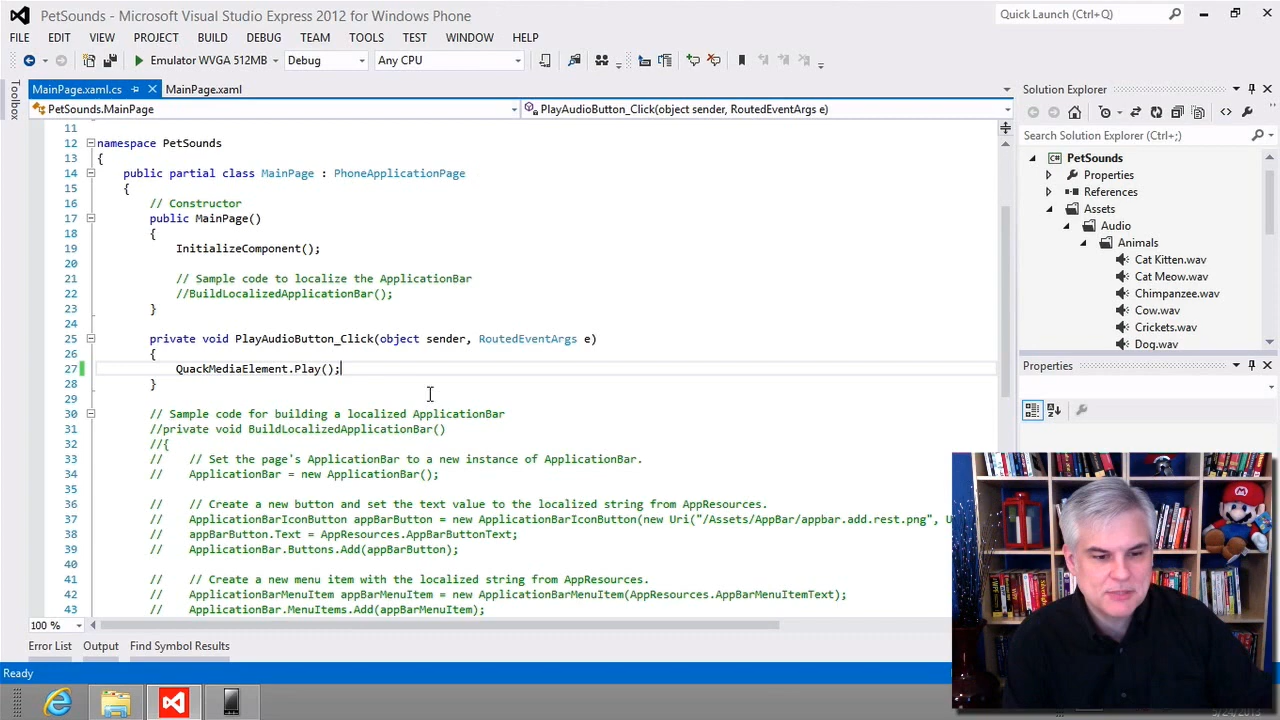 PetSounds - Microsoft Visual Studio Express 2012 for Windows Phone
Quick Launch (Ctrl+Q)
FILE EDIT VIEW PROJECT BUILD DEBUG TEAM TOOLS TEST WINDOW HELP
Emulator WVGA 512MB Debug Any CPU
Toolbox
MainPage.xaml.cs MainPage.xaml
PetSounds.MainPage PlayAudioButton_Click(object sender, RoutedEventArgs e)
11
12 namespace PetSounds
13 {
14 public partial class MainPage : PhoneApplicationPage
15 {
16 // Constructor
17 public MainPage()
18 {
19 InitializeComponent();
20
21 // Sample code to localize the ApplicationBar
22 //BuildLocalizedApplicationBar();
23 }
24
25 private void PlayAudioButton_Click(object sender, RoutedEventArgs e)
26 {
27 QuackMediaElement.Play();
28 }
29
30 // Sample code for building a localized ApplicationBar
31 //private void BuildLocalizedApplicationBar()
32 //{
33 // // Set the page's ApplicationBar to a new instance of ApplicationBar.
34 // ApplicationBar = new ApplicationBar();
35
36 // // Create a new button and set the text value to the localized string from AppResources.
37 // ApplicationBarIconButton appBarButton = new ApplicationBarIconButton(new Uri("/Assets/AppBar/appbar.add.rest.png", U
38 // appBarButton.Text = AppResources.AppBarButtonText;
39 // ApplicationBar.Buttons.Add(appBarButton);
40
41 // // Create a new menu item with the localized string from AppResources.
42 // ApplicationBarMenuItem appBarMenuItem = new ApplicationBarMenuItem(AppResources.AppBarMenuItemText);
43 // ApplicationBar.MenuItems.Add(appBarMenuItem);
100 %
Error List Output Find Symbol Results
Ready
Solution Explorer
Search Solution Explorer (Ctrl+;)
PetSounds
Properties
References
Assets
Audio
Animals
Cat Kitten.wav
Cat Meow.wav
Chimpanzee.wav
Cow.wav
Crickets.wav
Dog.wav
Properties